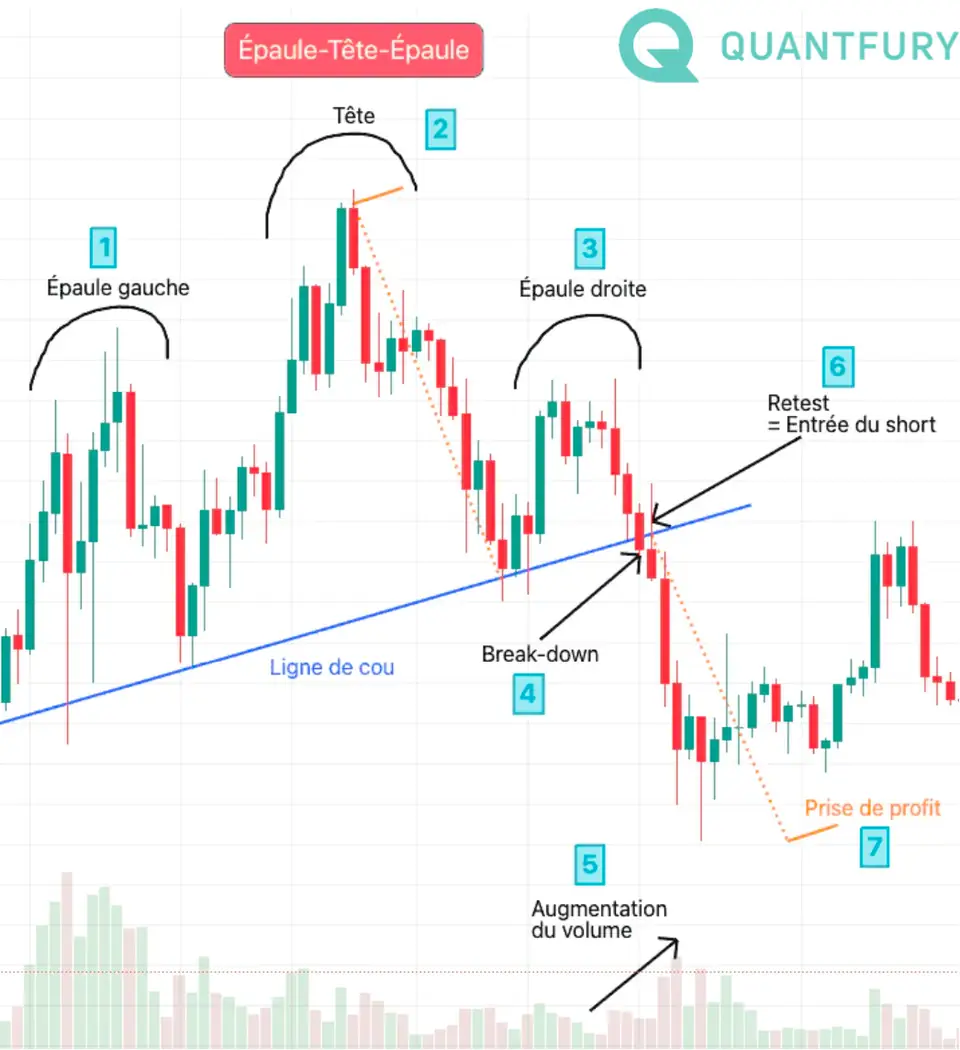 QUANTFURY
Épaule-Tête-Épaule
Tête
2
1
Épaule gauche
3
Épaule droite
6
Retest
= Entrée du short
Ligne de cou
Break-down
4
Prise de profit
7
5
Augmentation
du volume